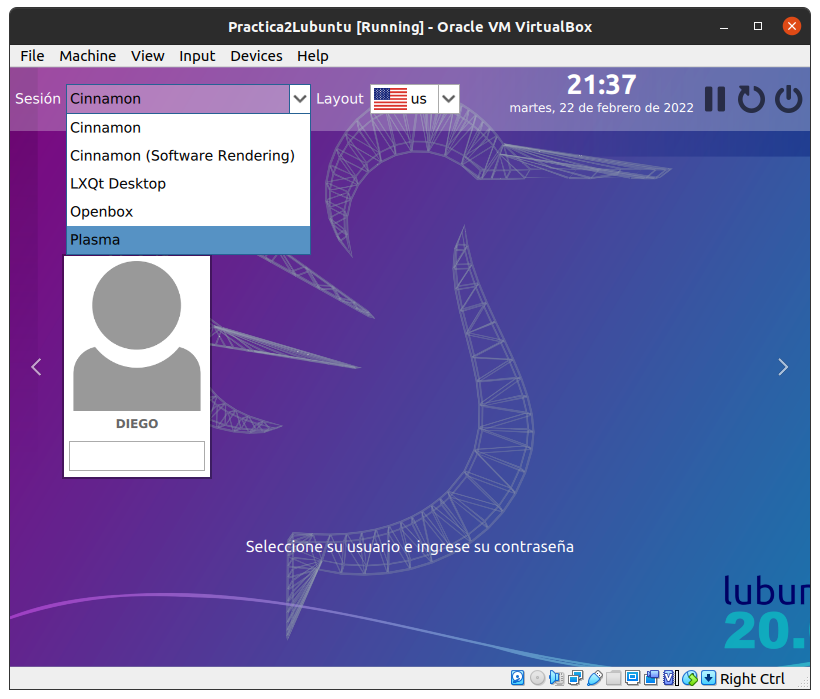 Practica2Lubuntu [Running] - Oracle VM VirtualBox
File Machine View Input Devices Help
Sesión Cinnamon Layout us
21:37
martes, 22 de febrero de 2022
Cinnamon
Cinnamon (Software Rendering)
LXQt Desktop
Openbox
Plasma
DIEGO
Seleccione su usuario e ingrese su contraseña
20.
Right Ctrl